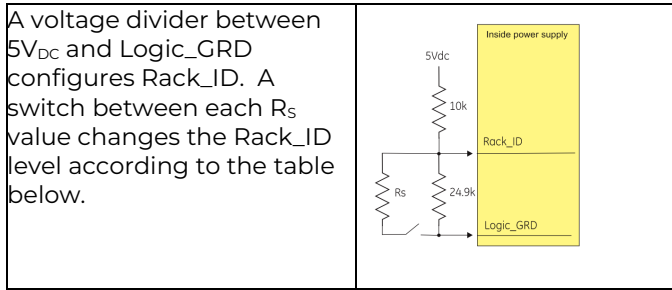 A voltage divider between
5VDC and Logic_GRD
configures Rack_ID. A
switch between each RS
value changes the Rack_ID
level according to the table
below.
Inside power supply
5Vdc
10k
Rack_ID
Rs
24.9k
Logic_GRD